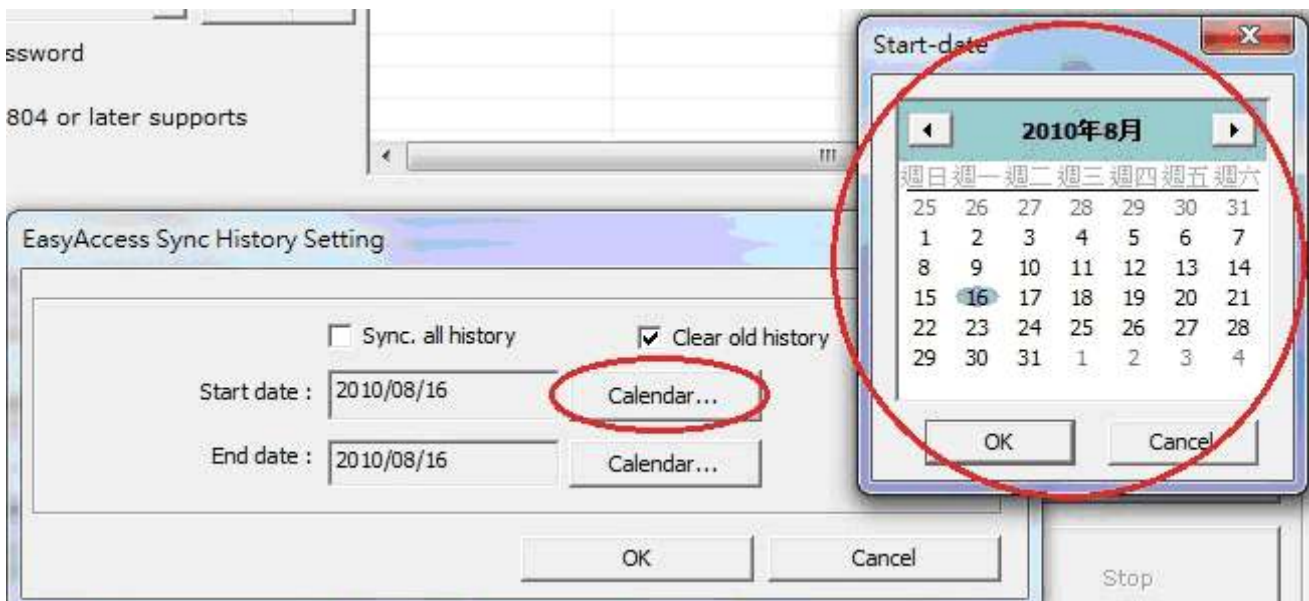 ssword
804 or later supports
EasyAccess Sync History Setting
Sync. all history
Clear old history
Start date :
2010/08/16
Calendar...
End date :
2010/08/16
Calendar...
OK
Cancel
Start-date
2010年8月
週日 週一 週二 週三 週四 週五 週六
25 26 27 28 29 30 31
1 2 3 4 5 6 7
8 9 10 11 12 13 14
15 16 17 18 19 20 21
22 23 24 25 26 27 28
29 30 31 1 2 3 4
OK
Cancel
Stop